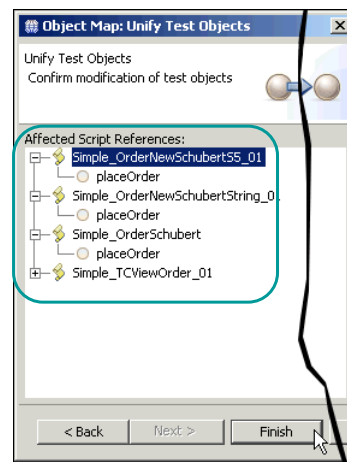 Object Map: Unify Test Objects
Unify Test Objects
Confirm modification of test objects
Affected Script References:
Simple_OrderNewSchubertS5_01
placeOrder
Simple_OrderNewSchubertString_01
placeOrder
Simple_OrderSchubert
placeOrder
Simple_TCViewOrder_01
< Back Next > Finish